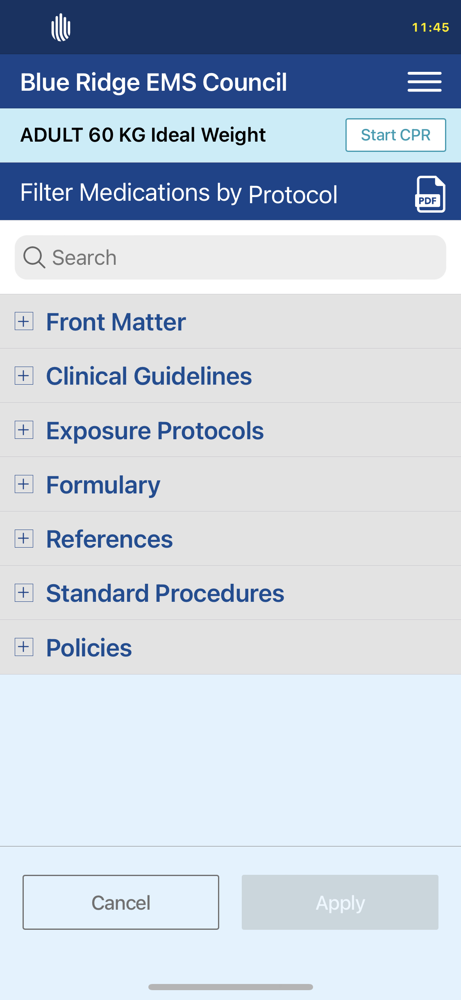 11:45
Blue Ridge EMS Council
ADULT 60 KG Ideal Weight
Start CPR
Filter Medications by Protocol
PDF
Search
Front Matter
Clinical Guidelines
Exposure Protocols
Formulary
References
Standard Procedures
Policies
Cancel
Apply